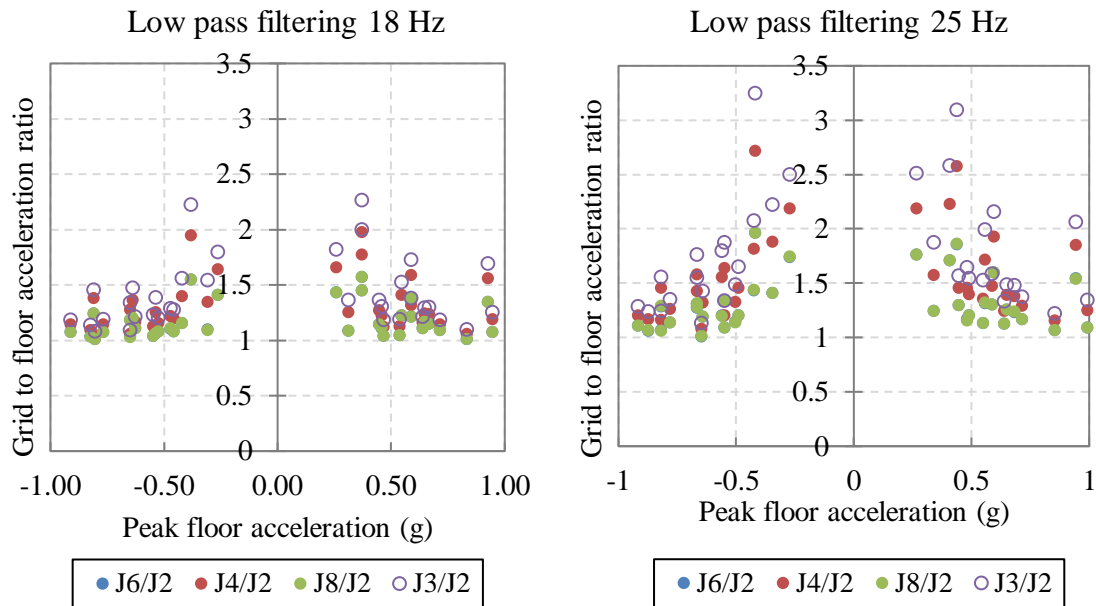 Low pass filtering 18 Hz
Grid to floor acceleration ratio
3.5
3
2.5
2
1.5
1
0.5
0
-1.00
-0.50
0.00
0.50
1.00
Peak floor acceleration (g)
J6/J2
J4/J2
J8/J2
J3/J2
Low pass filtering 25 Hz
Grid to floor acceleration ratio
3.5
3
2.5
2
1.5
1
0.5
0
-1
-0.5
0
0.5
1
Peak floor acceleration (g)
J6/J2
J4/J2
J8/J2
J3/J2